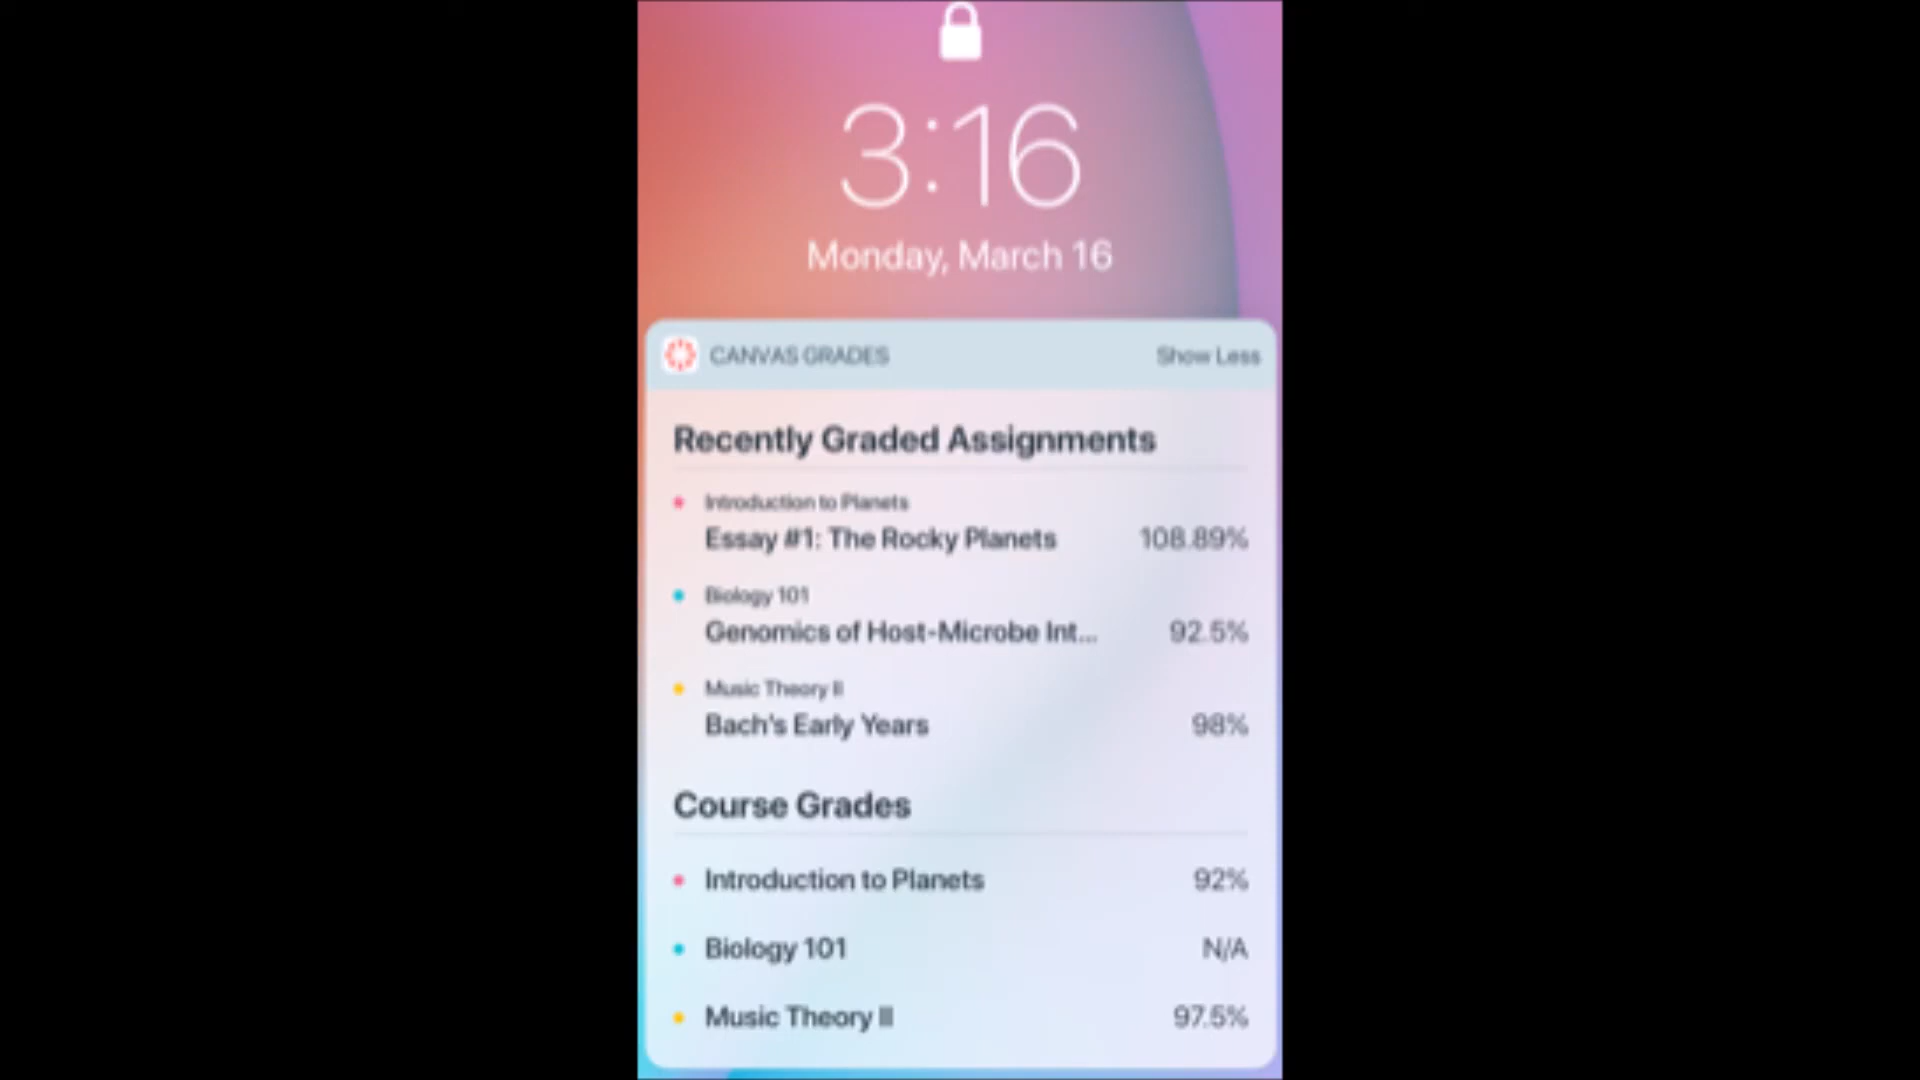 3:16
Monday, March 16
CANVAS GRADES Show Less
Recently Graded Assignments
Introduction to Planets
Essay #1: The Rocky Planets 108.89%
Biology 101
Genomics of Host-Microbe Int... 92.5%
Music Theory II
Bach's Early Years 98%
Course Grades
Introduction to Planets 92%
Biology 101 N/A
Music Theory II 97.5%